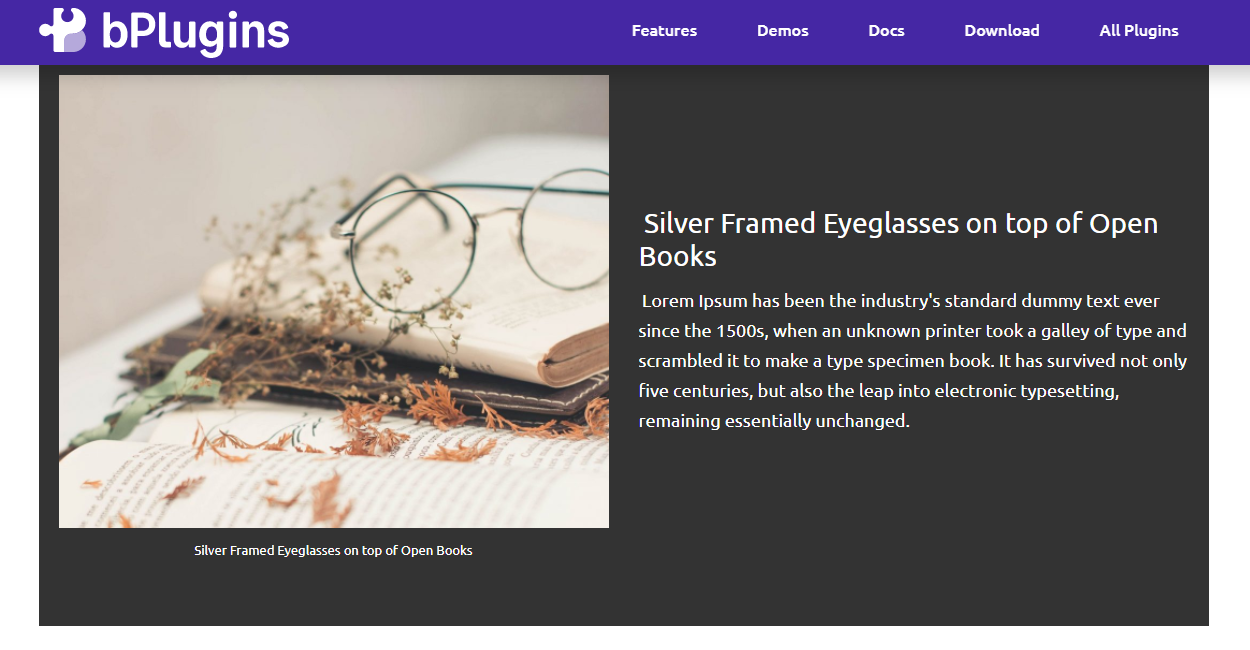 bPlugins
Features
Demos
Docs
Download
All Plugins
Silver Framed Eyeglasses on top of Open
Books
Lorem Ipsum has been the industry's standard dummy text ever
since the 1500s, when an unknown printer took a galley of type and
scrambled it to make a type specimen book. It has survived not only
five centuries, but also the leap into electronic typesetting,
remaining essentially unchanged.
Silver Framed Eyeglasses on top of Open Books